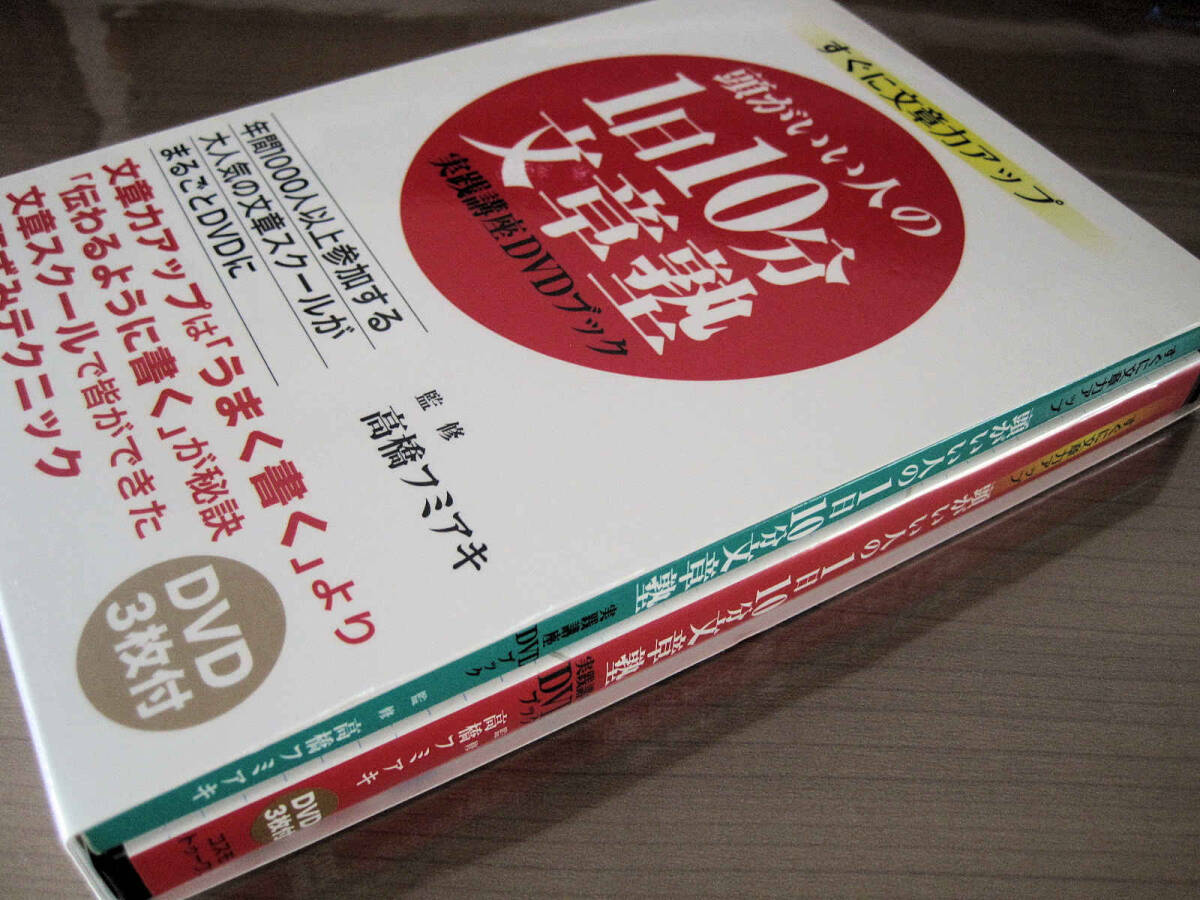 すぐに文章力アップ
頭がいい人の
1日10分
文章塾
実践講座DVDブック
年間1000人以上参加する
大人気の文章スクールが
まるごとDVDに
文章力アップは「うまく書く」より
「伝わるように書く」が秘訣
文章スクールで皆ができた
テクニック
監修
高橋フミアキ
DVD
3枚付
すぐに文章力アップ
頭がいい人の1日10分文章塾
実践講座
DVDブック
監修
高橋フミアキ
すぐに文章力アップ
頭がいい人の1日10分文章塾
実践講
DVD
ブック
監修
高橋フミアキ
DVD
3枚付
コスモ
トゥーワ